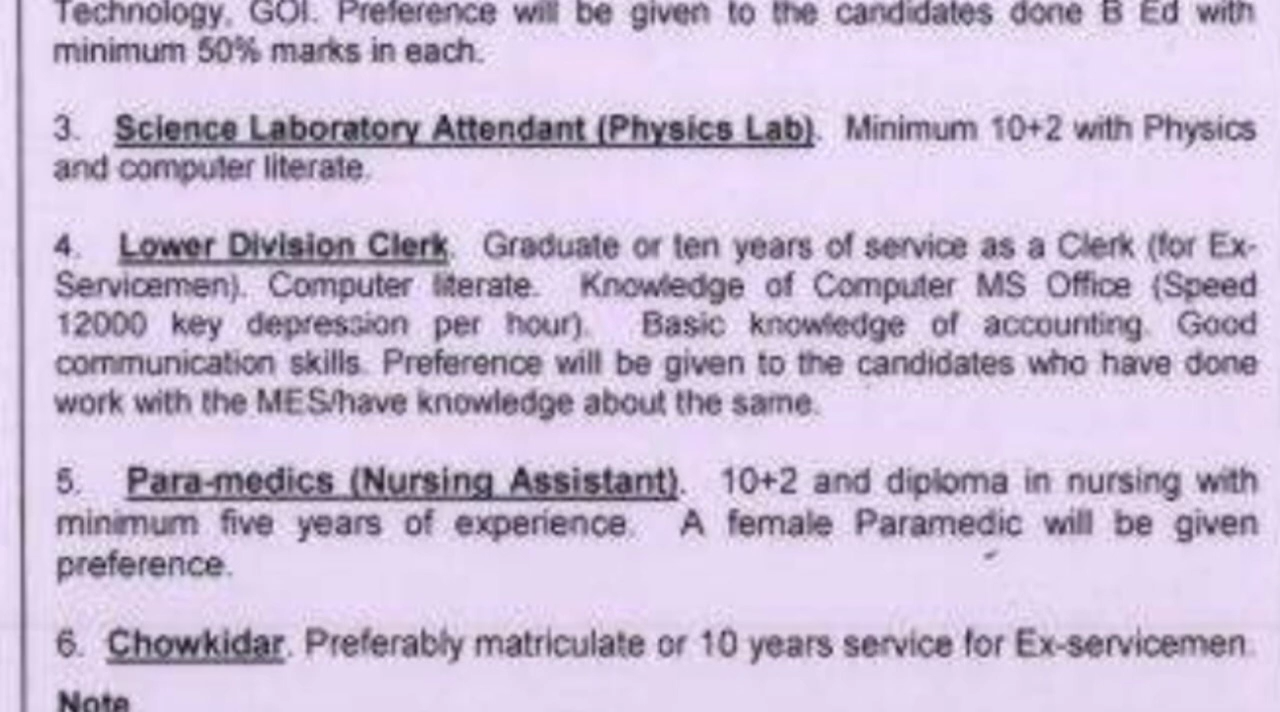 Technology, GOI. Preference will be given to the candidates done B Ed with
minimum 50% marks in each.
3. Science Laboratory Attendant (Physics Lab). Minimum 10+2 with Physics
and computer literate.
4. Lower Division Clerk. Graduate or ten years of service as a Clerk (for Ex-
Servicemen). Computer literate. Knowledge of Computer MS Office (Speed
12000 key depression per hour). Basic knowledge of accounting. Good
communication skills. Preference will be given to the candidates who have done
work with the MES/have knowledge about the same.
5. Para-medics (Nursing Assistant). 10+2 and diploma in nursing with
minimum five years of experience. A female Paramedic will be given
preference.
6. Chowkidar. Preferably matriculate or 10 years service for Ex-servicemen.
Note